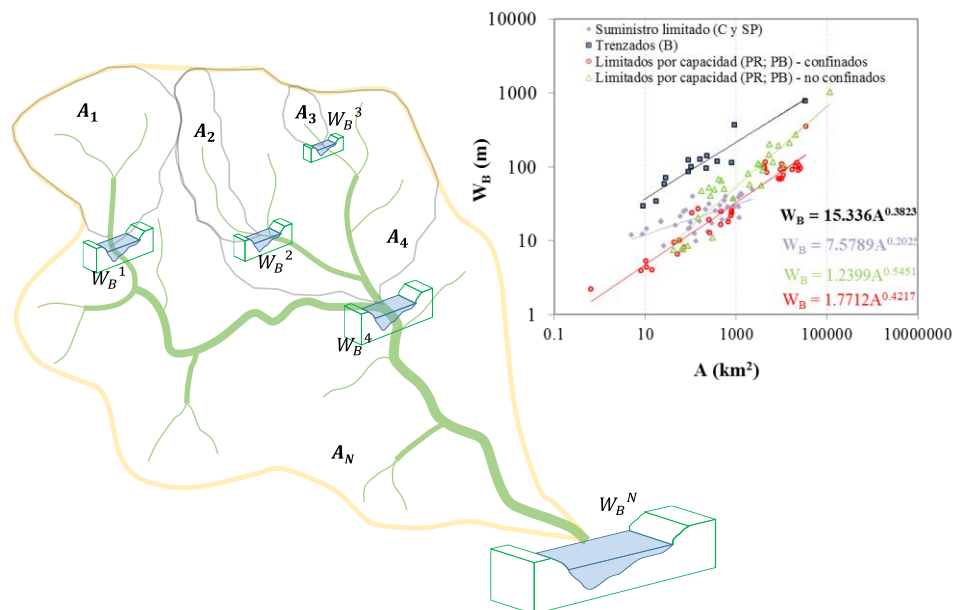 10000
1000
100
10
1
W_B (m)
Suministro limitado (C y SP)
Trenzados (B)
Limitados por capacidad (PR; PB) - confinados
Limitados por capacidad (PR; PB) - no confinados
W_B = 15.336A^0.3823
W_B = 7.5789A^0.2025
W_B = 1.2399A^0.5451
W_B = 1.7712A^0.4217
0.1 10 1000 100000 10000000
A (km²)
A_1
A_2
A_3
W_B^3
A_4
W_B^1
W_B^2
W_B^4
A_N
W_B^N